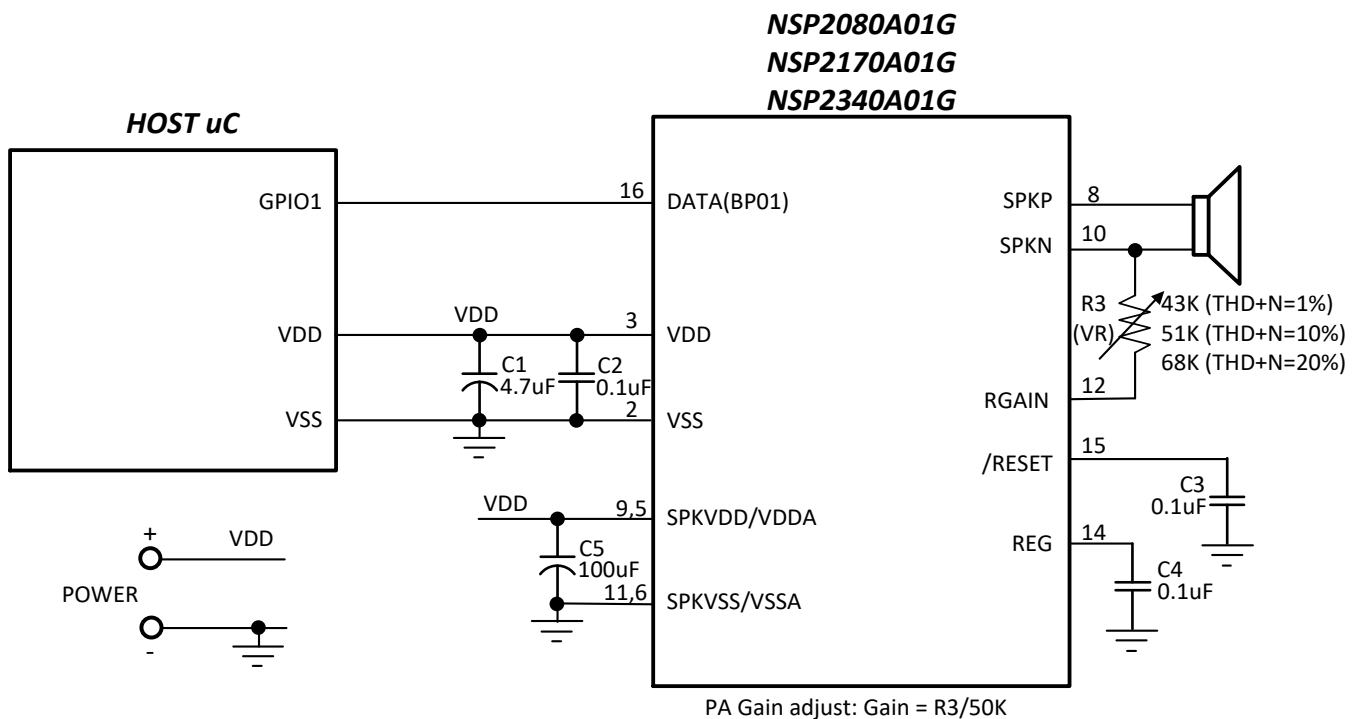 NSP2080A01G
NSP2170A01G
NSP2340A01G
HOST uC
GPIO1
16
DATA(BP01)
SPKP
8
SPKN
10
R3
(VR)
43K (THD+N=1%)
51K (THD+N=10%)
68K (THD+N=20%)
VDD
VDD
3
VDD
C1
4.7uF
C2
0.1uF
RGAIN
12
VSS
2
VSS
/RESET
15
C3
0.1uF
VDD
9,5
SPKVDD/VDDA
REG
14
C5
100uF
C4
0.1uF
11,6
SPKVSS/VSSA
+
VDD
POWER
-
PA Gain adjust: Gain = R3/50K